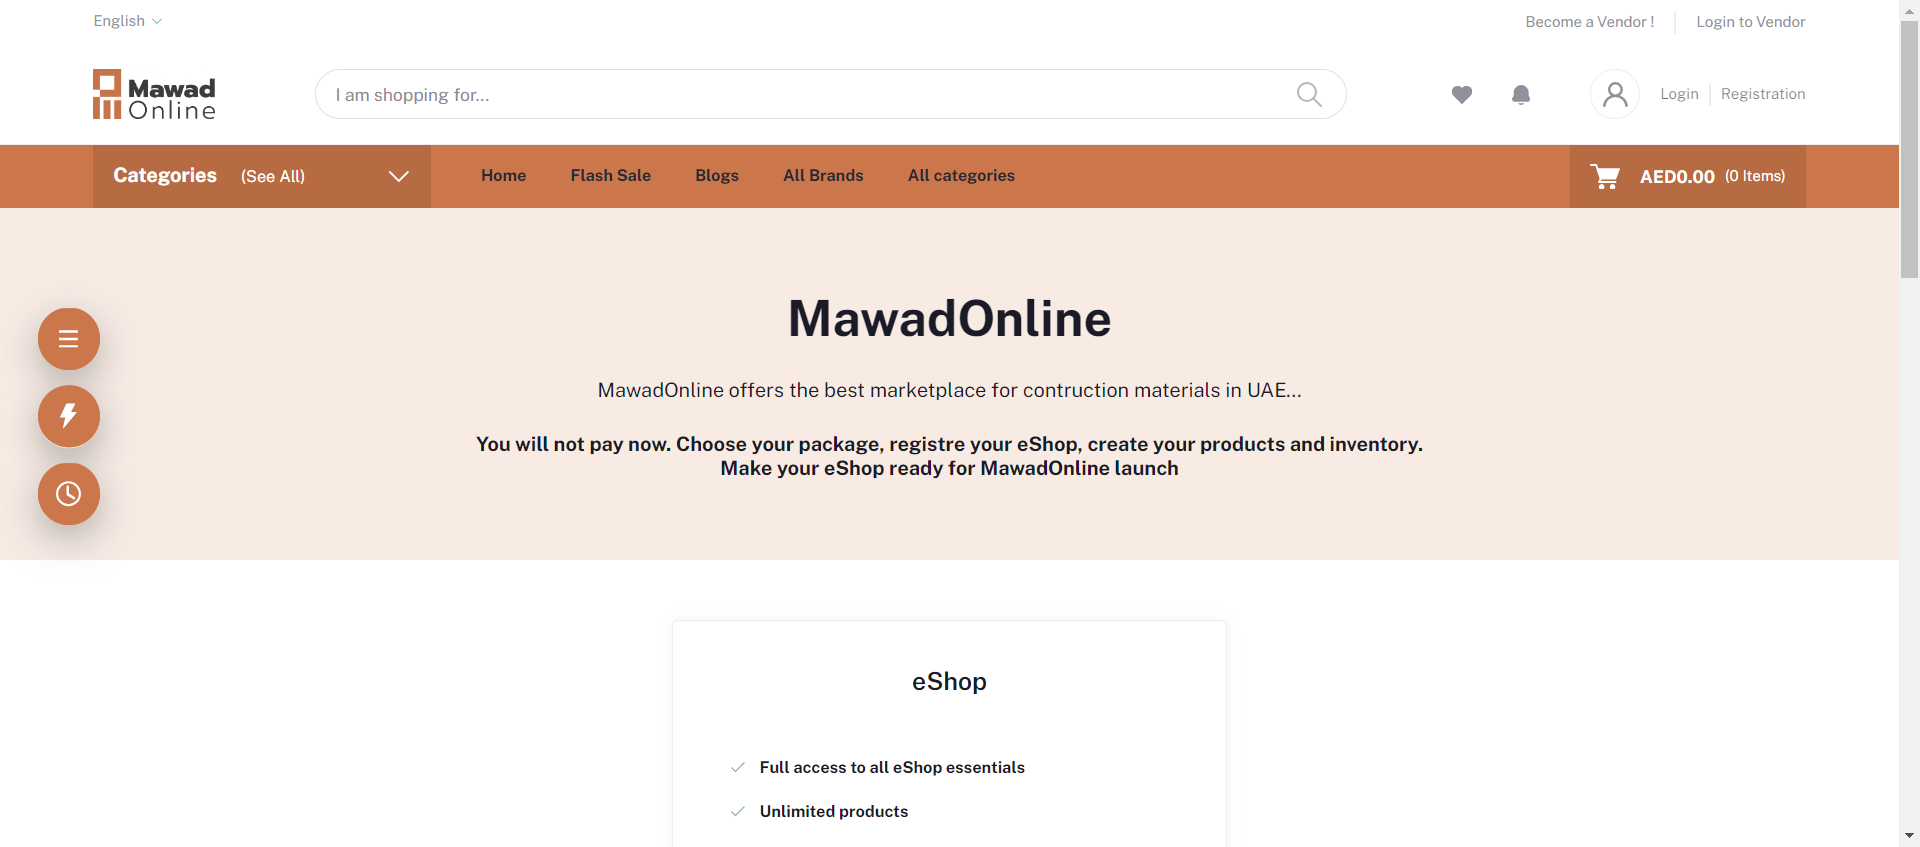 English
Become a Vendor !
Login to Vendor
Mawad
Online
I am shopping for...
Login
Registration
Categories (See All)
Home
Flash Sale
Blogs
All Brands
All categories
AED0.00 (0 Items)
MawadOnline
MawadOnline offers the best marketplace for contruction materials in UAE...
You will not pay now. Choose your package, registre your eShop, create your products and inventory.
Make your eShop ready for MawadOnline launch
eShop
Full access to all eShop essentials
Unlimited products